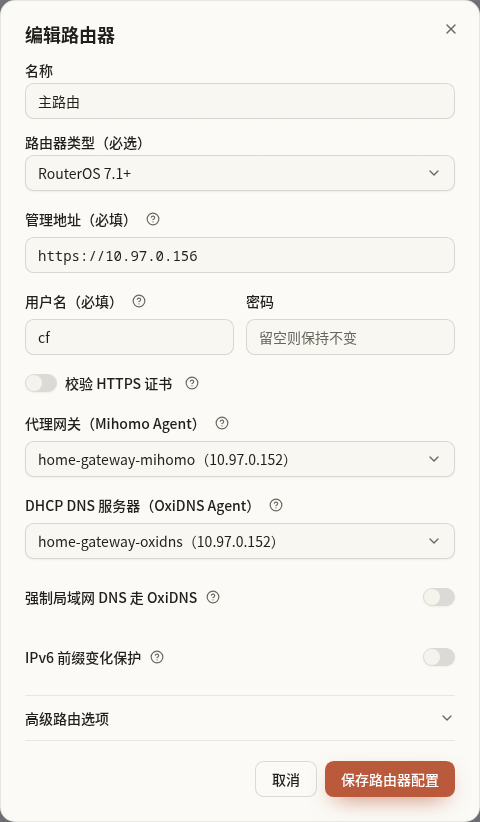 编辑路由器
名称
主路由
路由器类型（必选）
RouterOS 7.1+
管理地址（必填）
https://10.97.0.156
用户名（必填） 密码
cf 留空则保持不变
校验 HTTPS 证书
代理网关（Mihomo Agent）
home-gateway-mihomo（10.97.0.152）
DHCP DNS 服务器（OxiDNS Agent）
home-gateway-oxidns（10.97.0.152）
强制局域网 DNS 走 OxiDNS
IPv6 前缀变化保护
高级路由选项
取消 保存路由器配置